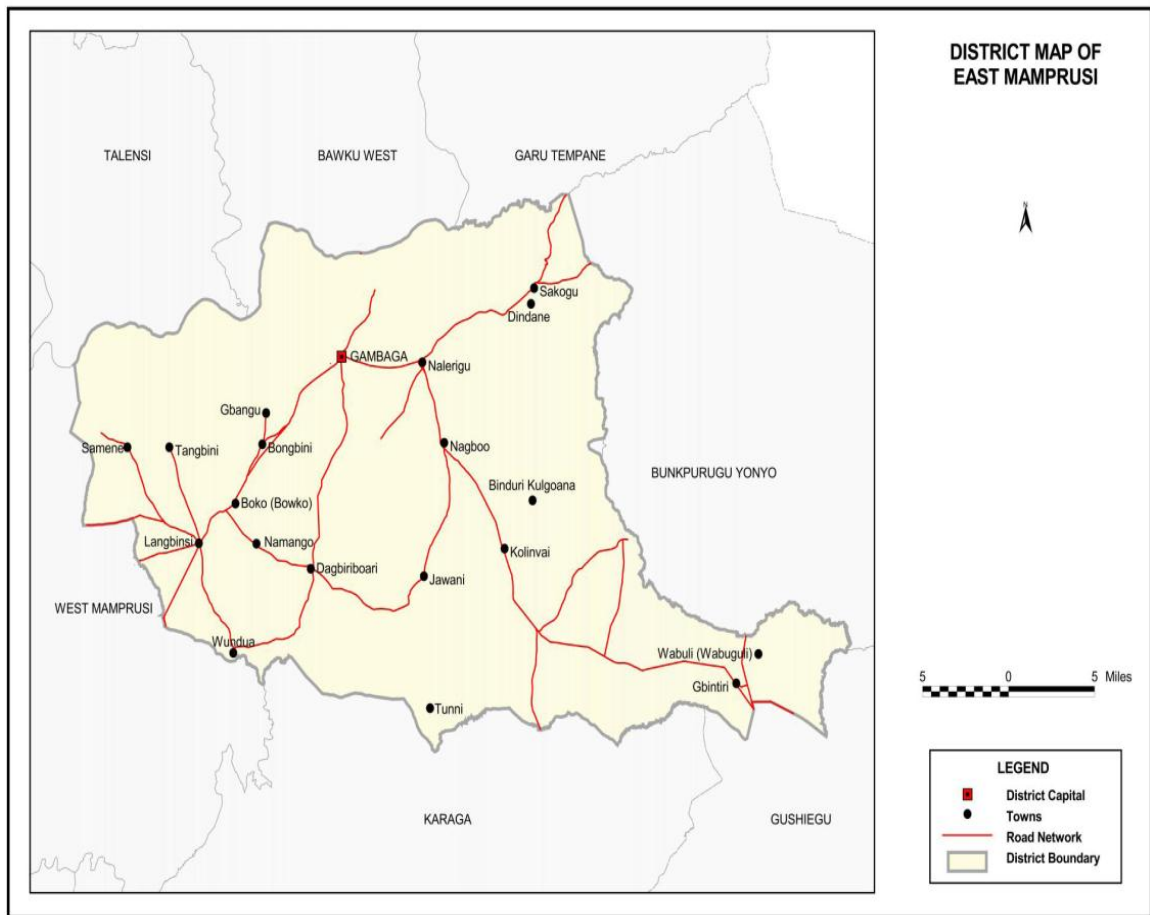 DISTRICT MAP OF
EAST MAMPRUSI
TALENSI
BAWKU WEST
GARU TEMPANE
N
Sakogu
Dindane
GAMBAGA
Nalerigu
Gbangu
Samene
Tangbini
Bongbini
Nagboo
BUNKPURUGU YONYO
Binduri Kulgoana
Boko (Bowko)
Langbinsi
Namango
Kolinvai
Dagbiriboari
Jawani
WEST MAMPRUSI
Wundua
Wabuli (Wabuguli)
Gbintiri
5 0 5 Miles
Tunni
KARAGA
GUSHIEGU
LEGEND
District Capital
Towns
Road Network
District Boundary